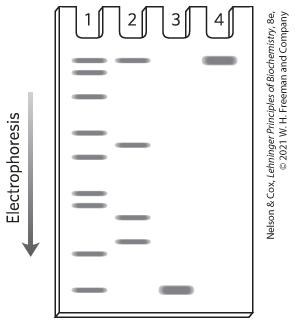 1 2 3 4
Electrophoresis
Nelson & Cox, Lehninger Principles of Biochemistry, 8e,
© 2021 W. H. Freeman and Company